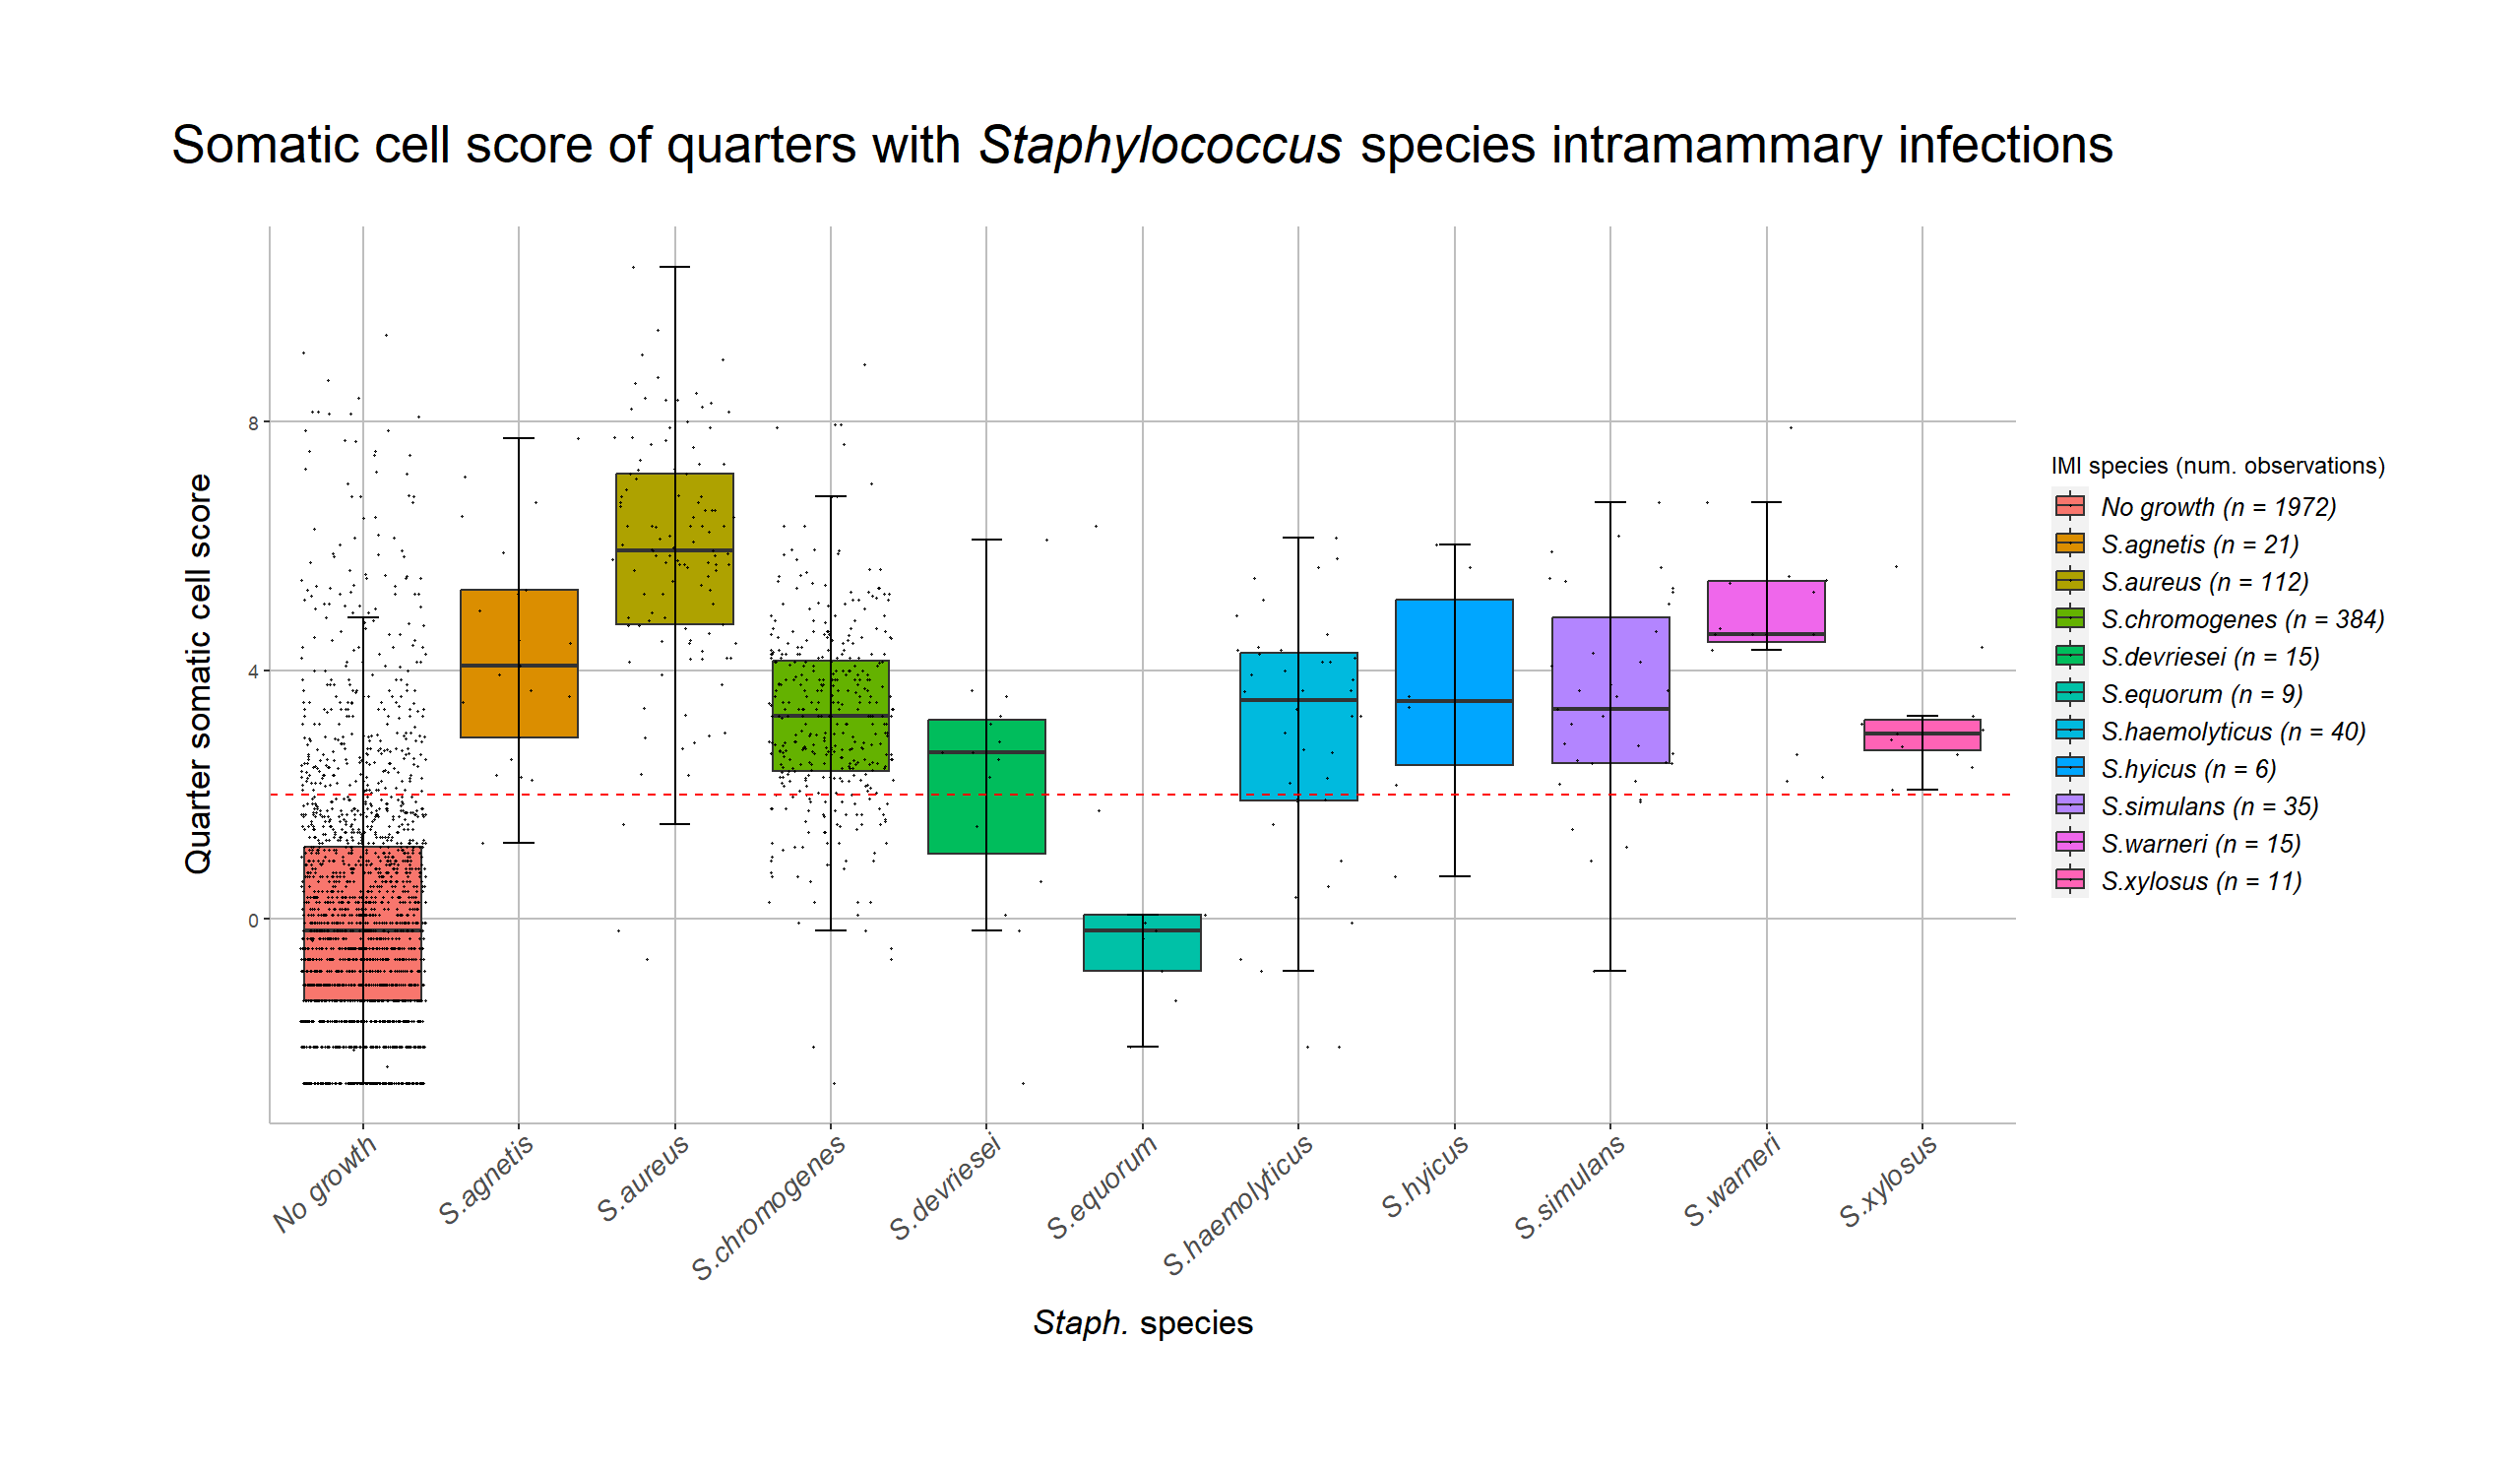 Somatic cell score of quarters with Staphylococcus species intramammary infections
Quarter somatic cell score
8
4
0
No growth
S.agnetis
S.aureus
S.chromogenes
S.devriesei
S.equorum
S.haemolyticus
S.hyicus
S.simulans
S.warneri
S.xylosus
Staph. species
IMI species (num. observations)
No growth (n = 1972)
S.agnetis (n = 21)
S.aureus (n = 112)
S.chromogenes (n = 384)
S.devriesei (n = 15)
S.equorum (n = 9)
S.haemolyticus (n = 40)
S.hyicus (n = 6)
S.simulans (n = 35)
S.warneri (n = 15)
S.xylosus (n = 11)